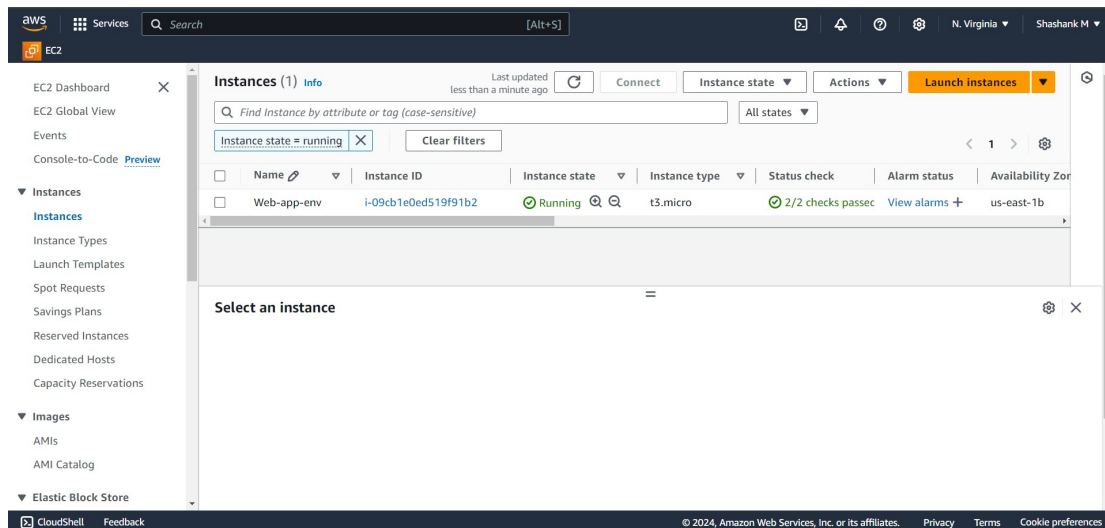 aws Services Search [Alt+S] N. Virginia Shashank M
EC2
EC2 Dashboard
EC2 Global View
Events
Console-to-Code Preview
Instances
Instances
Instance Types
Launch Templates
Spot Requests
Savings Plans
Reserved Instances
Dedicated Hosts
Capacity Reservations
Images
AMIs
AMI Catalog
Elastic Block Store
Instances (1) Info
Last updated
less than a minute ago
Connect Instance state Actions Launch instances
Find Instance by attribute or tag (case-sensitive) All states
Instance state = running Clear filters 1
Name Instance ID Instance state Instance type Status check Alarm status Availability Zor
Web-app-env i-09cb1e0ed519f91b2 Running t3.micro 2/2 checks passec View alarms + us-east-1b
Select an instance
CloudShell Feedback © 2024, Amazon Web Services, Inc. or its affiliates. Privacy Terms Cookie preferences